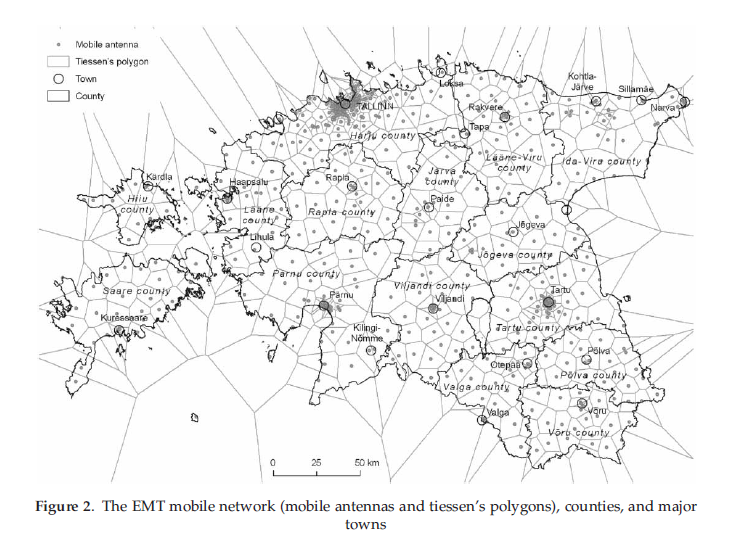 Mobile antenna
Tiessen's polygon
Town
County
TALLINN
Loksa
Kohtla-
Järve
Sillamäe
Narva
Rakvere
Tapa
Harju county
Lääne-Viru
county
Ida-Viru county
Kärdla
Hiiu
county
Haapsalu
Rapla
Järva
county
Lääne
county
Rapla county
Paide
Jõgeva
Lihula
Jõgeva county
Pärnu county
Saare county
Viljandi county
Tartu
Pärnu
Viljandi
Kuressaare
Kilingi-
Nõmme
Tartu county
Otepää
Põlva
Põlva county
Valga county
Valga
Võru
Võru county
0 25 50 km
Figure 2. The EMT mobile network (mobile antennas and tiessen's polygons), counties, and major
towns